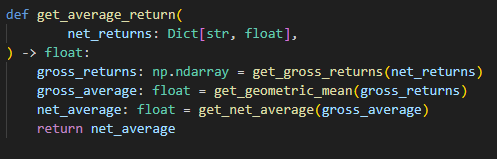 def get_average_return(
        net_returns: Dict[str, float],
) -> float:
    gross_returns: np.ndarray = get_gross_returns(net_returns)
    gross_average: float = get_geometric_mean(gross_returns)
    net_average: float = get_net_average(gross_average)
    return net_average